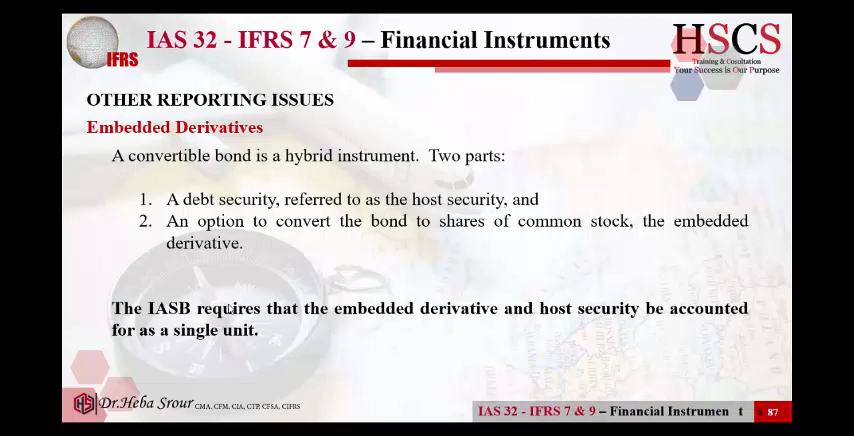 IFRS
IAS 32 - IFRS 7 & 9 – Financial Instruments
HSCS
Training & Cosultation
Your Success is Our Purpose
OTHER REPORTING ISSUES
Embedded Derivatives
A convertible bond is a hybrid instrument. Two parts:
1. A debt security, referred to as the host security, and
2. An option to convert the bond to shares of common stock, the embedded
derivative.
The IASB requires that the embedded derivative and host security be accounted
for as a single unit.
HS Dr.Heba Srour CMA, CFM, CIA, CTP, CFSA, CIFRS
IAS 32 - IFRS 7 & 9 – Financial Instrumen t s 87